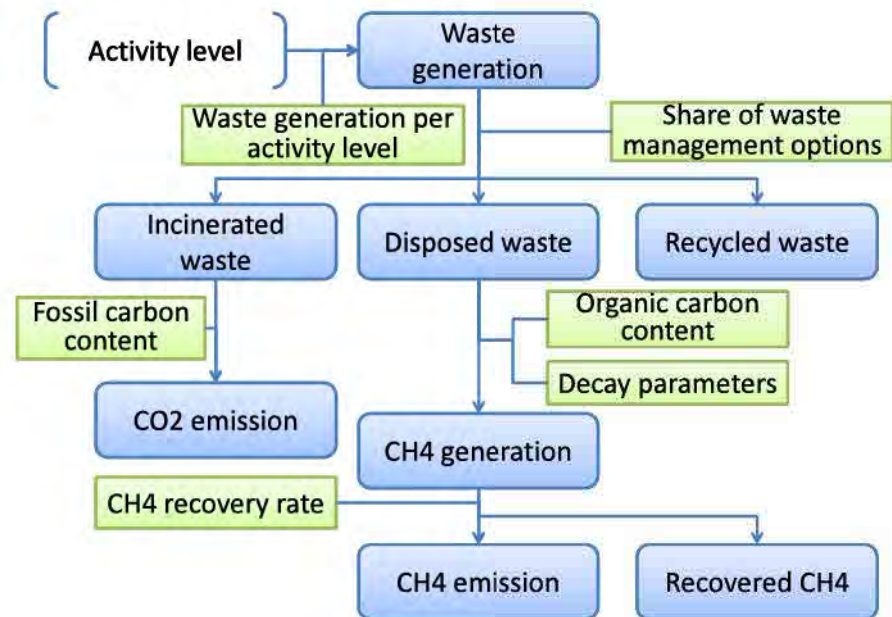 Activity level
Waste
generation
Waste generation per
activity level
Share of waste
management options
Incinerated
waste
Disposed waste
Recycled waste
Fossil carbon
content
Organic carbon
content
Decay parameters
CO2 emission
CH4 generation
CH4 recovery rate
CH4 emission
Recovered CH4